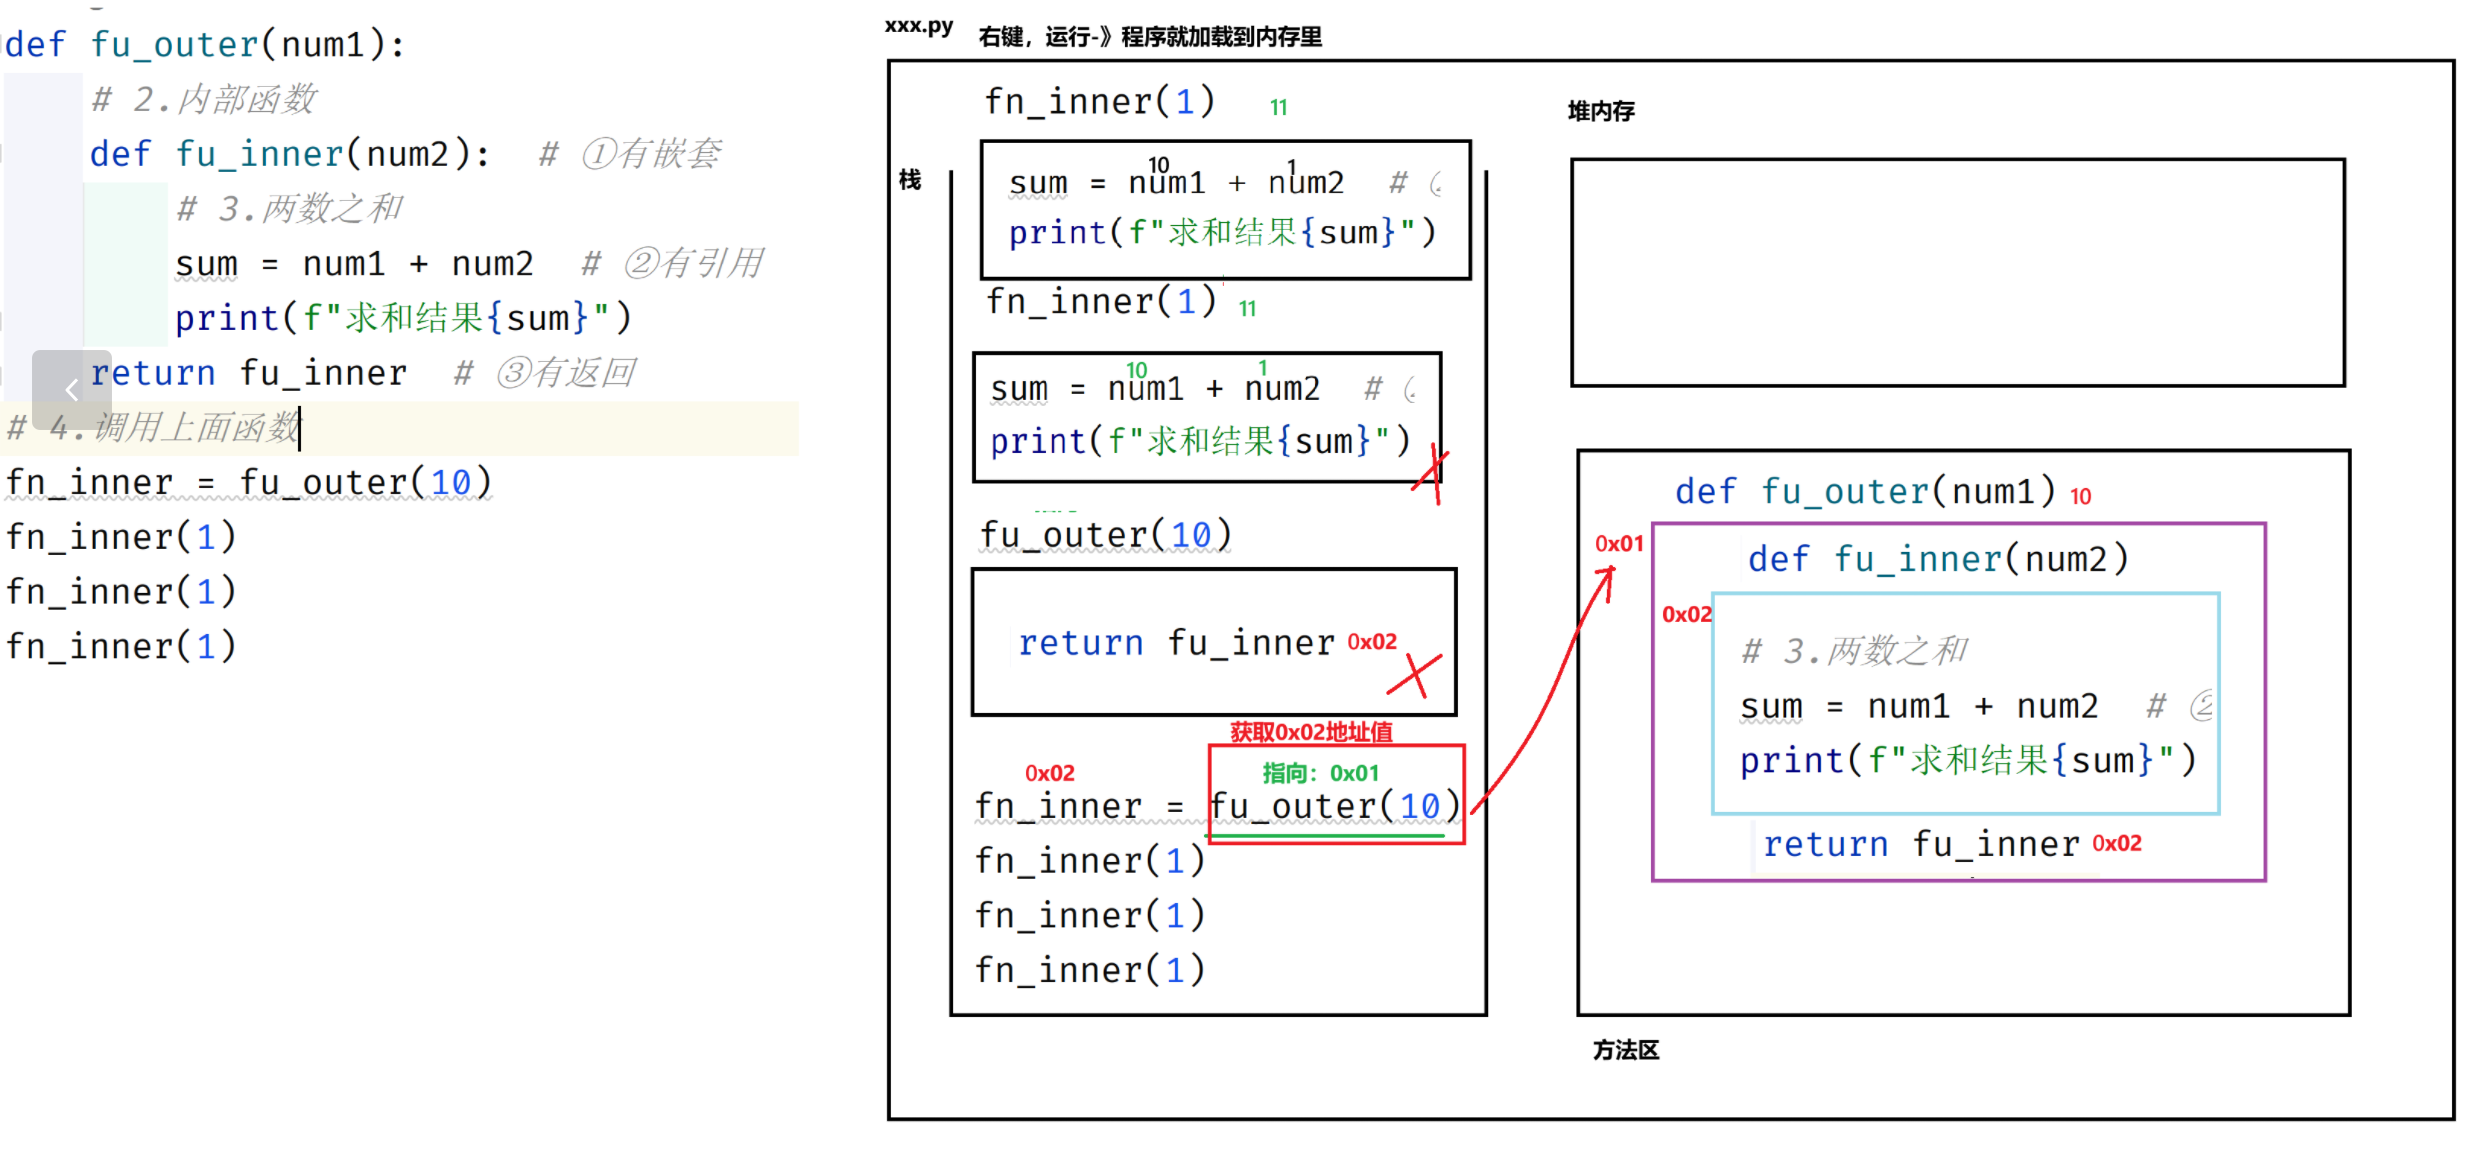 def fu_outer(num1):
# 2.内部函数
def fu_inner(num2):  # ①有嵌套
# 3.两数之和
sum = num1 + num2  # ②有引用
print(f"求和结果{sum}")
return fu_inner  # ③有返回
# 4.调用上面函数
fn_inner = fu_outer(10)
fn_inner(1)
fn_inner(1)
fn_inner(1)
xxx.py 右键，运行-》程序就加载到内存里
栈
fn_inner(1) 11
10 1
sum = num1 + num2  #
print(f"求和结果{sum}")
fn_inner(1) 11
10 1
sum = num1 + num2  #
print(f"求和结果{sum}")
fu_outer(10)
return fu_inner 0x02
获取0x02地址值
0x02 指向：0x01
fn_inner = fu_outer(10)
fn_inner(1)
fn_inner(1)
fn_inner(1)
堆内存
def fu_outer(num1) 10
0x01
def fu_inner(num2)
0x02
# 3.两数之和
sum = num1 + num2  # ②
print(f"求和结果{sum}")
return fu_inner 0x02
方法区